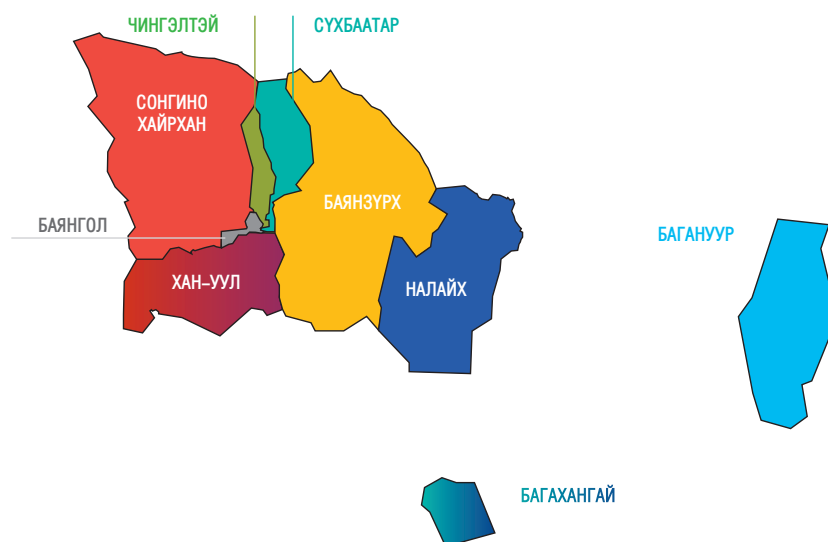 ЧИНГЭЛТЭЙ
СҮХБААТАР
СОНГИНО
ХАЙРХАН
БАЯНЗҮРХ
БАЯНГОЛ
БАГАНУУР
ХАН–УУЛ
НАЛАЙХ
БАГАХАНГАЙ